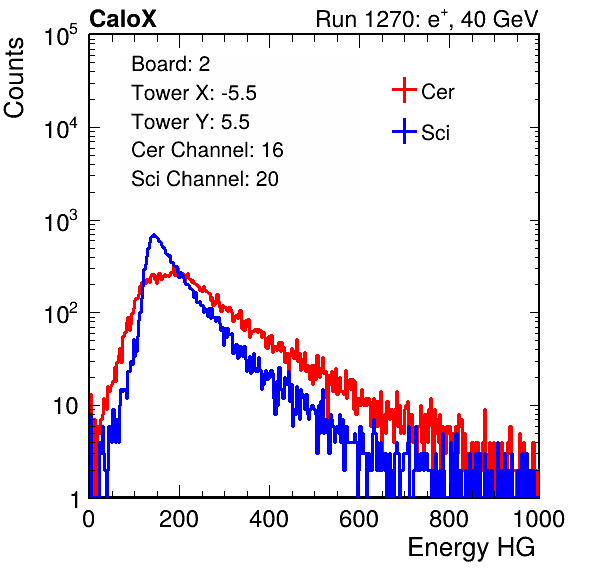 CaloX Run 1270: e⁺, 40 GeV
Counts
Board: 2
Tower X: -5.5
Tower Y: 5.5
Cer Channel: 16
Sci Channel: 20
Cer
Sci
10⁵
10⁴
10³
10²
10
1
0 200 400 600 800 1000
Energy HG